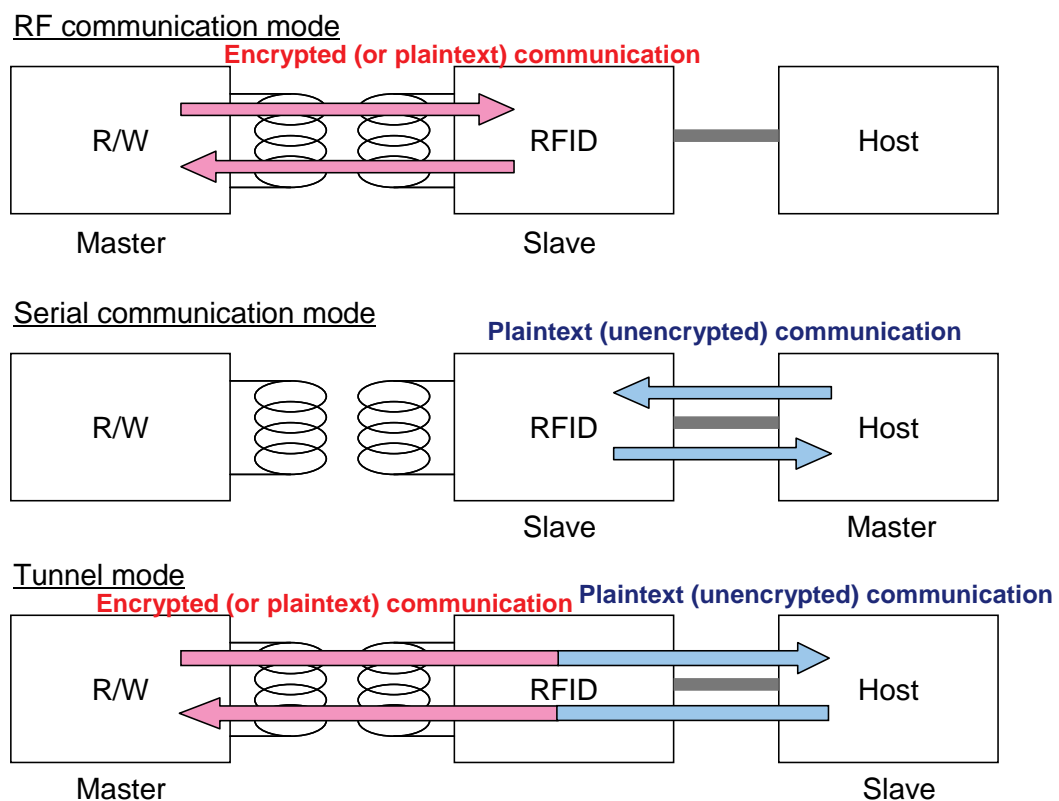 RF communication mode
Encrypted (or plaintext) communication
R/W
RFID
Host
Master
Slave
Serial communication mode
Plaintext (unencrypted) communication
R/W
RFID
Host
Slave
Master
Tunnel mode
Encrypted (or plaintext) communication
Plaintext (unencrypted) communication
R/W
RFID
Host
Master
Slave